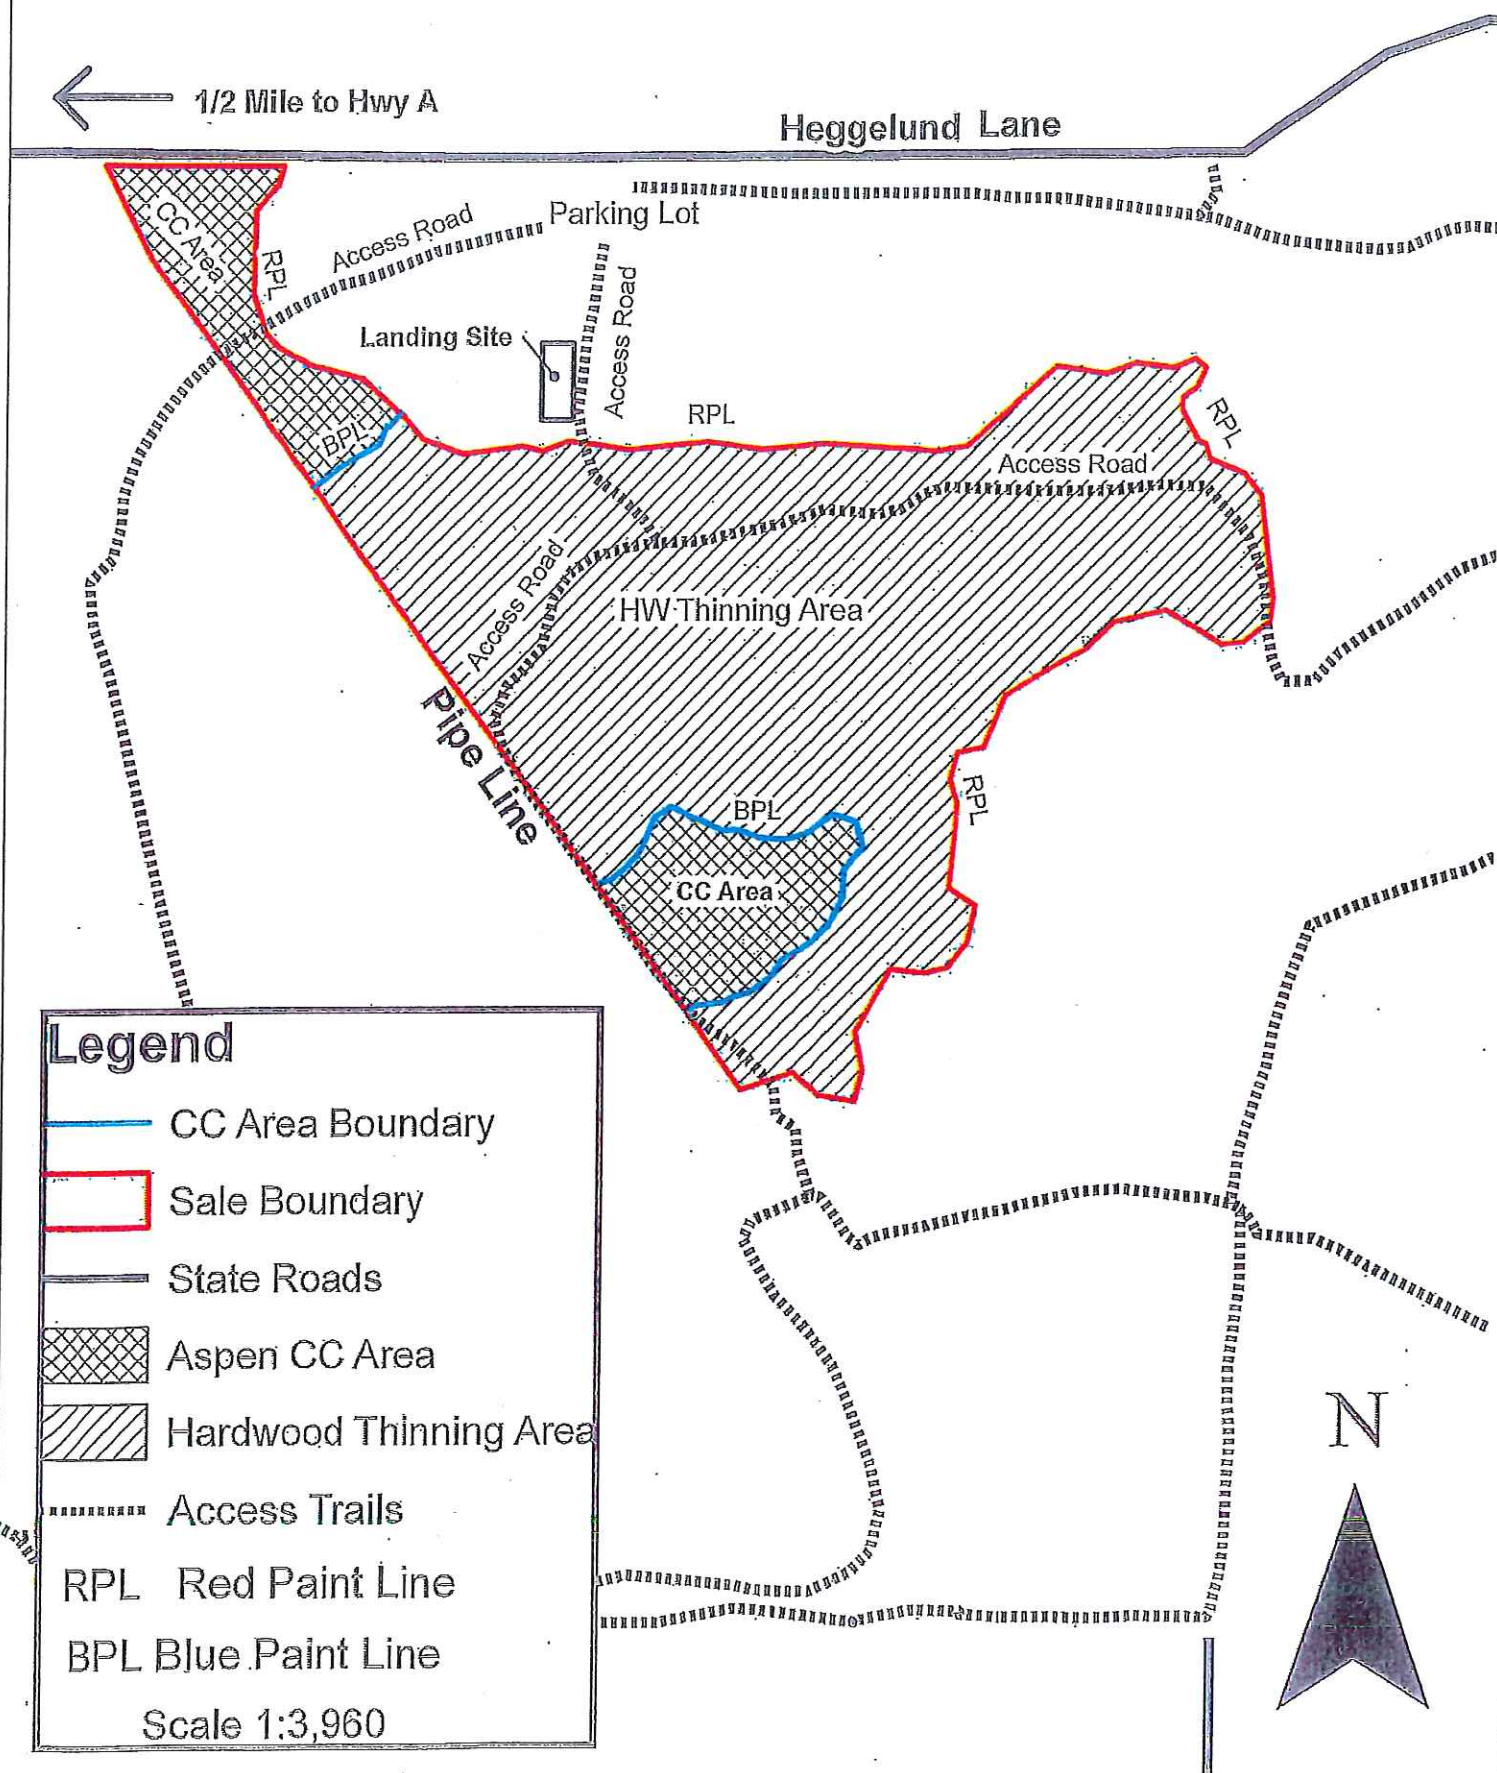 1/2 Mile to Hwy A
Heggelund Lane
CC Area
RPL
Access Road
Parking Lot
Landing Site
Access Road
RPL
RPL
BPL
Access Road
Access Road
HW Thinning Area
Pipe Line
BPL
RPL
CC Area
Legend
CC Area Boundary
Sale Boundary
State Roads
Aspen CC Area
Hardwood Thinning Area
Access Trails
RPL Red Paint Line
BPL Blue Paint Line
Scale 1:3,960
N